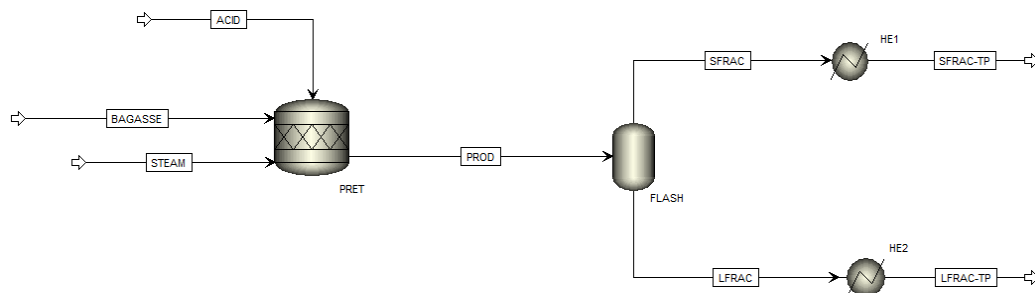 ACID
HE1
SFRAC
SFRAC-TP
BAGASSE
STEAM
PROD
PRET
FLASH
HE2
LFRAC
LFRAC-TP